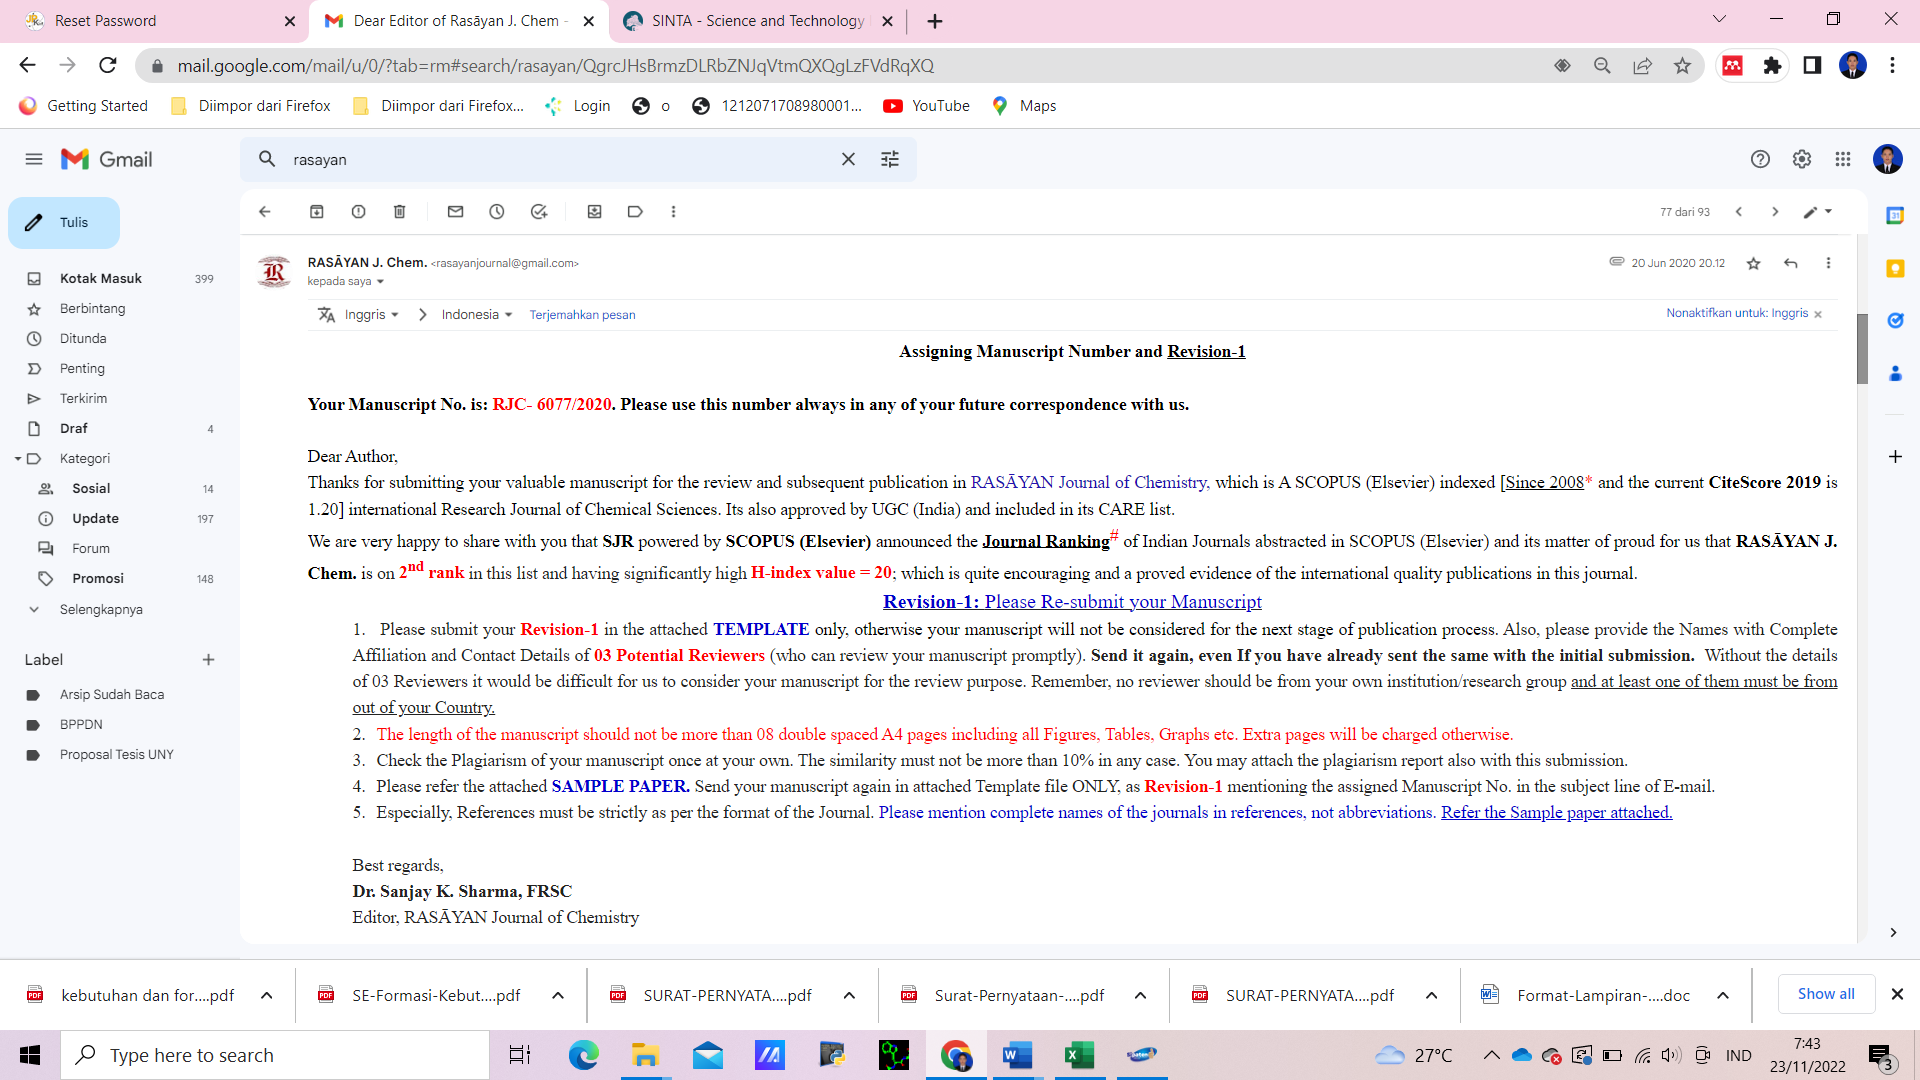 Reset Password
Dear Editor of Rasāyan J. Chem -
SINTA - Science and Technology
mail.google.com/mail/u/0/?tab=rm#search/rasayan/QgrcJHsBrmzDLRbZNJqVtmQXQgLzFVdRqXQ
Getting Started
Diimpor dari Firefox
Diimpor dari Firefox...
Login
o
1212071708980001...
YouTube
Maps
Gmail
rasayan
Tulis
77 dari 93
Kotak Masuk 399
Berbintang
Ditunda
Penting
Terkirim
Draf 4
Kategori
Sosial 14
Update 197
Forum
Promosi 148
Selengkapnya
Label
Arsip Sudah Baca
BPPDN
Proposal Tesis UNY
RASĀYAN J. Chem. <rasayanjournal@gmail.com>
20 Jun 2020 20.12
kepada saya
Inggris
Indonesia
Terjemahkan pesan
Nonaktifkan untuk: Inggris
Assigning Manuscript Number and Revision-1
Your Manuscript No. is: RJC- 6077/2020. Please use this number always in any of your future correspondence with us.
Dear Author,
Thanks for submitting your valuable manuscript for the review and subsequent publication in RASĀYAN Journal of Chemistry, which is A SCOPUS (Elsevier) indexed [Since 2008* and the current CiteScore 2019 is
1.20] international Research Journal of Chemical Sciences. Its also approved by UGC (India) and included in its CARE list.
We are very happy to share with you that SJR powered by SCOPUS (Elsevier) announced the Journal Ranking# of Indian Journals abstracted in SCOPUS (Elsevier) and its matter of proud for us that RASĀYAN J.
Chem. is on 2nd rank in this list and having significantly high H-index value = 20; which is quite encouraging and a proved evidence of the international quality publications in this journal.
Revision-1: Please Re-submit your Manuscript
1. Please submit your Revision-1 in the attached TEMPLATE only, otherwise your manuscript will not be considered for the next stage of publication process. Also, please provide the Names with Complete
Affiliation and Contact Details of 03 Potential Reviewers (who can review your manuscript promptly). Send it again, even If you have already sent the same with the initial submission. Without the details
of 03 Reviewers it would be difficult for us to consider your manuscript for the review purpose. Remember, no reviewer should be from your own institution/research group and at least one of them must be from
out of your Country.
2. The length of the manuscript should not be more than 08 double spaced A4 pages including all Figures, Tables, Graphs etc. Extra pages will be charged otherwise.
3. Check the Plagiarism of your manuscript once at your own. The similarity must not be more than 10% in any case. You may attach the plagiarism report also with this submission.
4. Please refer the attached SAMPLE PAPER. Send your manuscript again in attached Template file ONLY, as Revision-1 mentioning the assigned Manuscript No. in the subject line of E-mail.
5. Especially, References must be strictly as per the format of the Journal. Please mention complete names of the journals in references, not abbreviations. Refer the Sample paper attached.
Best regards,
Dr. Sanjay K. Sharma, FRSC
Editor, RASĀYAN Journal of Chemistry
31
kebutuhan dan for....pdf
SE-Formasi-Kebut....pdf
SURAT-PERNYATA....pdf
Surat-Pernyataan-....pdf
SURAT-PERNYATA....pdf
Format-Lampiran-....doc
Show all
Type here to search
27°C
IND
7:43
23/11/2022
3